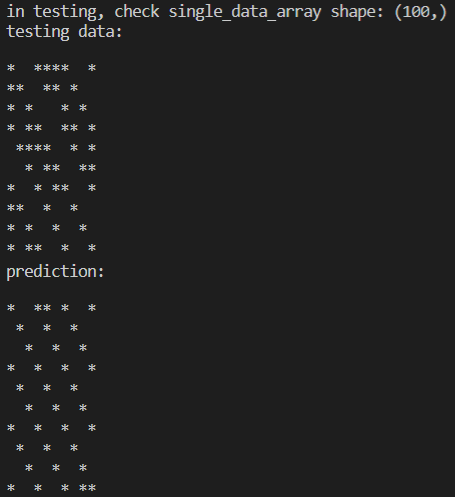 in testing, check single_data_array shape: (100,)
testing data:
*  ****  *
**  ** *
* *   * *
* **  ** *
 ****  * *
  * **  **
*  * **  *
**  *  *
* *  *  *
* **  *  *
prediction:
*  ** *  *
 *  *  *
  *  *  *
*  *  *  *
 *  *  *
  *  *  *
*  *  *  *
 *  *  *
  *  *  *
*  *  * **